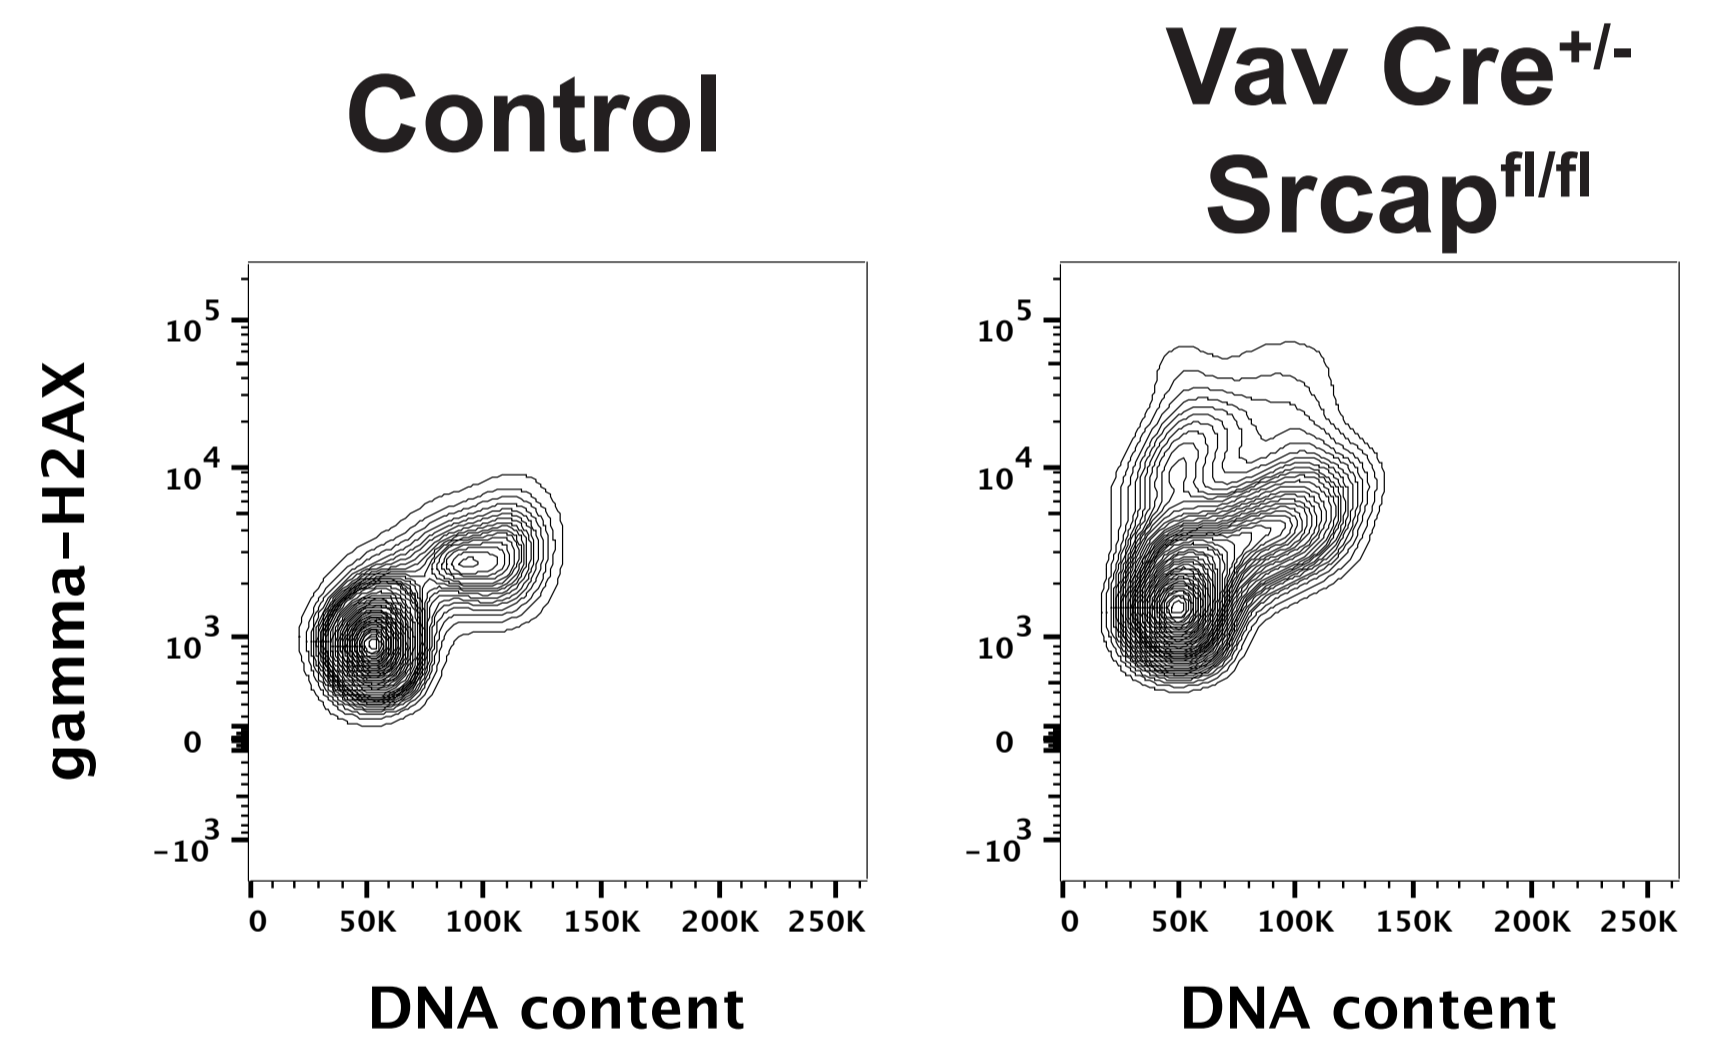 Control
Vav Cre+/-
Srcapfl/fl
gamma-H2AX
10 5
10 4
10 3
0
-10 3
0 50K 100K 150K 200K 250K
DNA content
10 5
10 4
10 3
0
-10 3
0 50K 100K 150K 200K 250K
DNA content